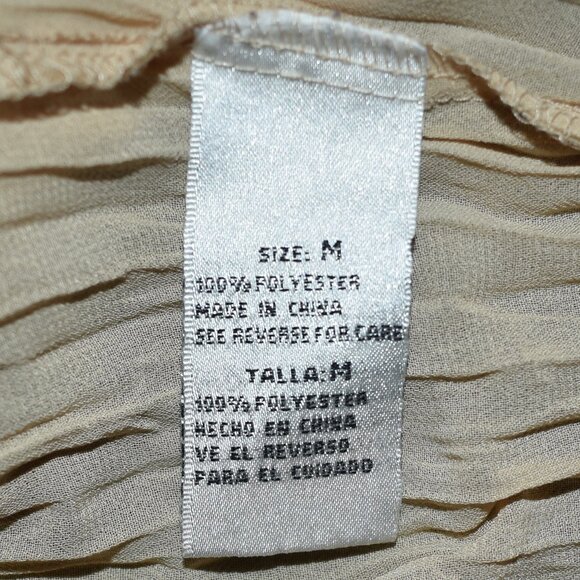 SIZE: M
100% POLYESTER
MADE IN CHINA
SEE REVERSE FOR CARE
TALLA: M
100% POLYESTER
HECHO EN CHINA
VE EL REVERSO
PARA EL CUIDADO